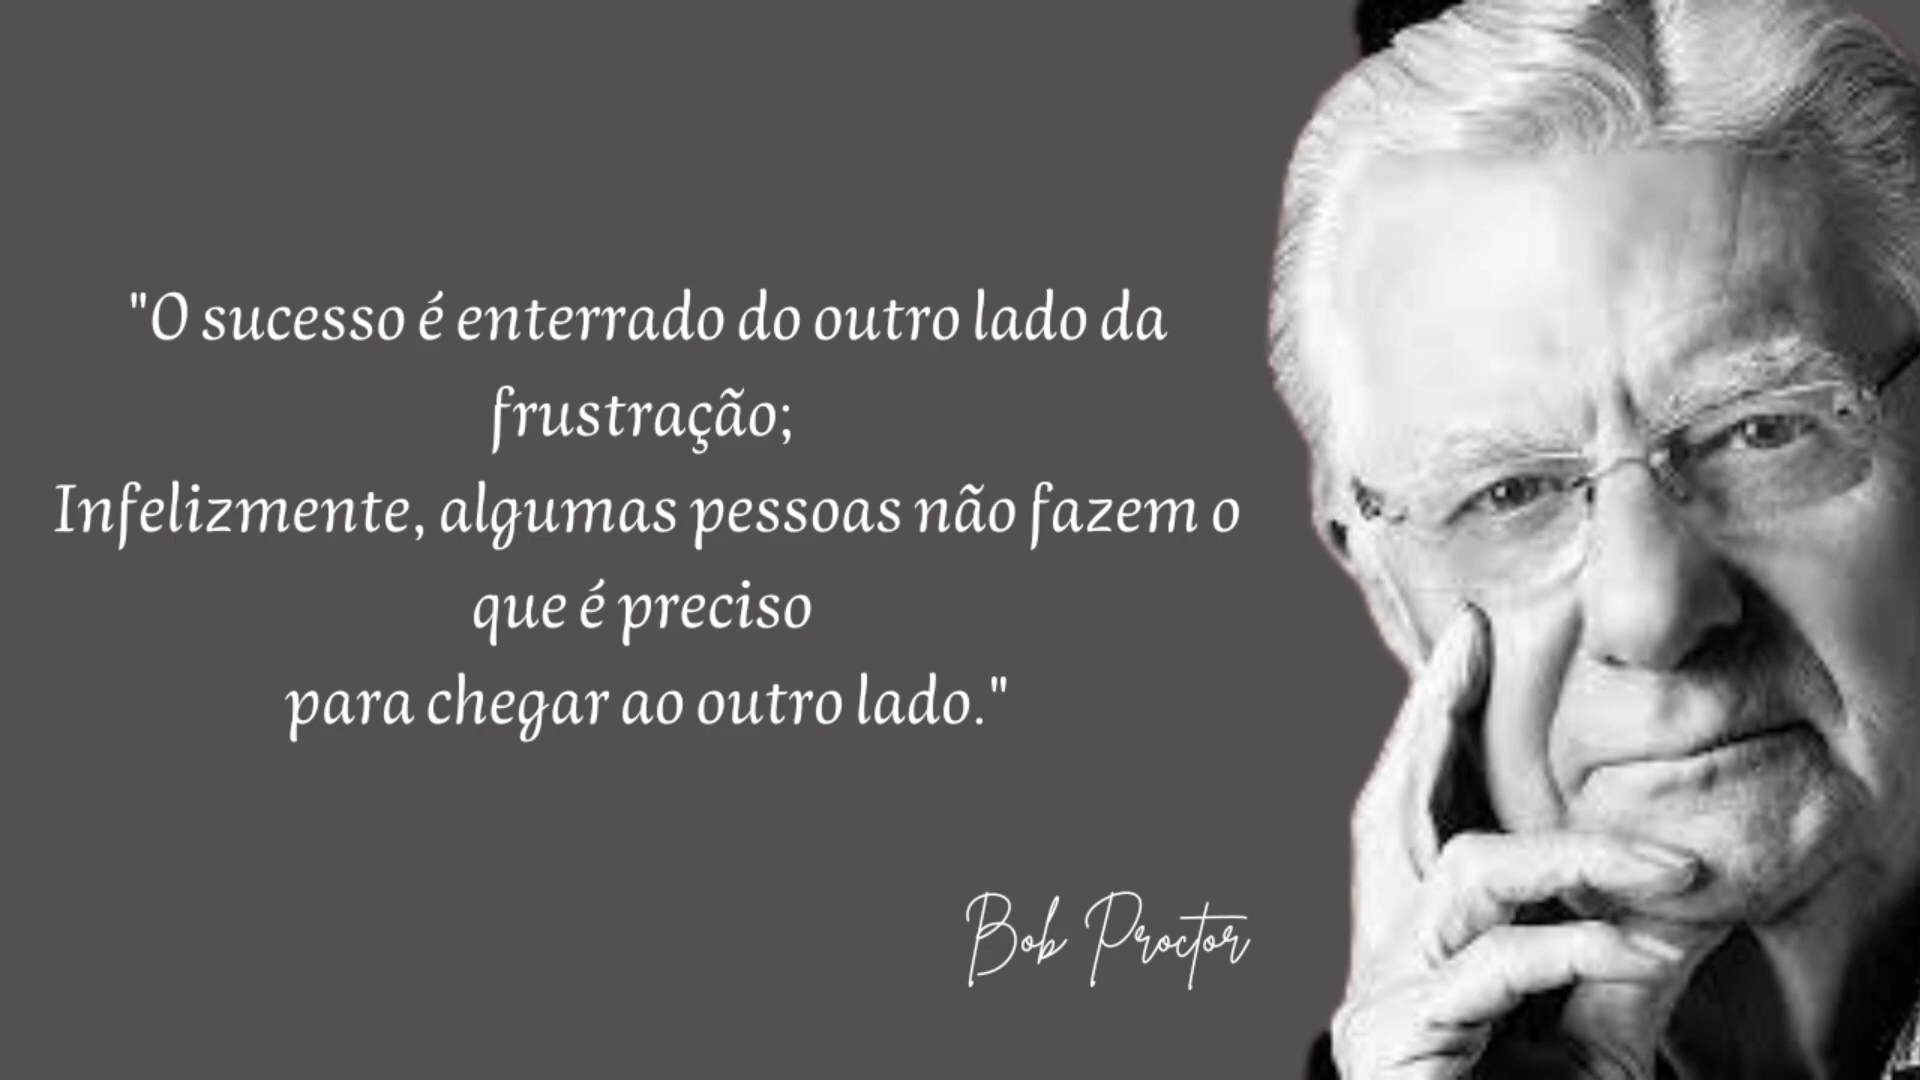 "O sucesso é enterrado do outro lado da
frustração;
Infelizmente, algumas pessoas não fazem o
que é preciso
para chegar ao outro lado."
Bob Proctor